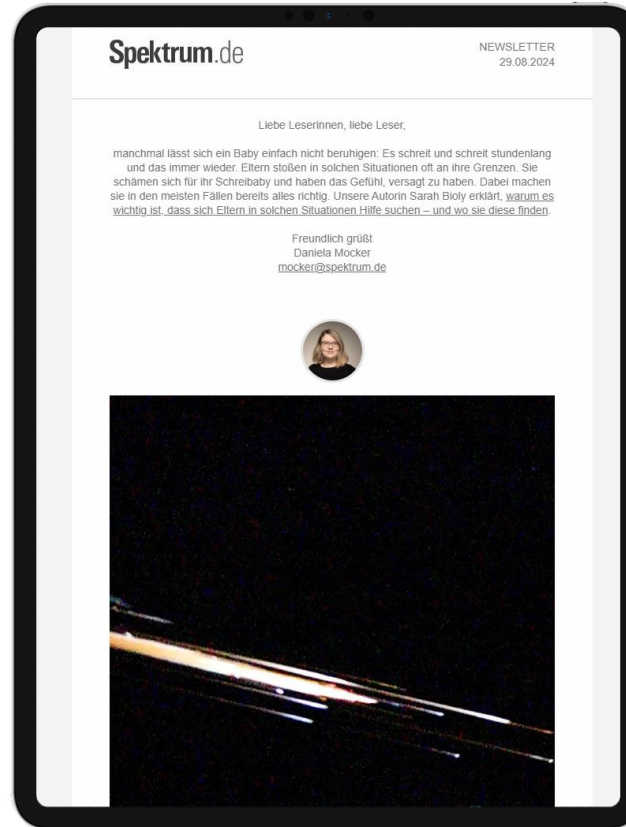 Spektrum.de
NEWSLETTER
29.08.2024
Liebe Leserinnen, liebe Leser,
manchmal lässt sich ein Baby einfach nicht beruhigen: Es schreit und schreit stundenlang
und das immer wieder. Eltern stoßen in solchen Situationen oft an ihre Grenzen. Sie
schämen sich für ihr Schreibaby und haben das Gefühl, versagt zu haben. Dabei machen
sie in den meisten Fällen bereits alles richtig. Unsere Autorin Sarah Bioly erklärt, warum es
wichtig ist, dass sich Eltern in solchen Situationen Hilfe suchen – und wo sie diese finden.
Freundlich grüßt
Daniela Mocker
mocker@spektrum.de